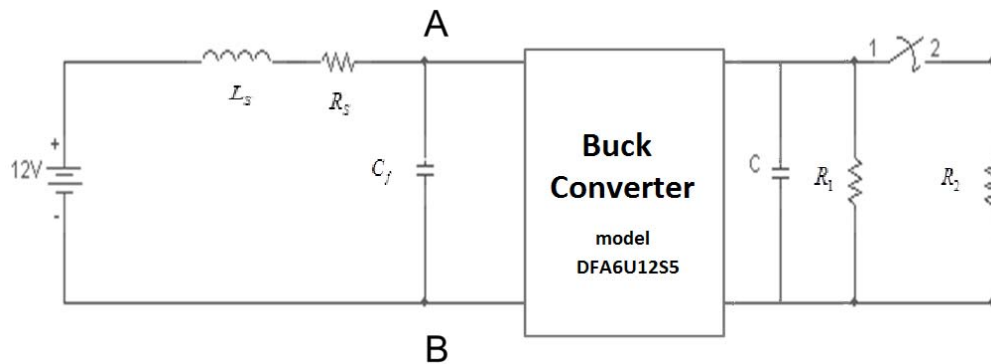 A
1 2
L_s
R_s
+
12V
-
C_f
Buck
Converter
model
DFA6U12S5
C
R_1
R_2
B